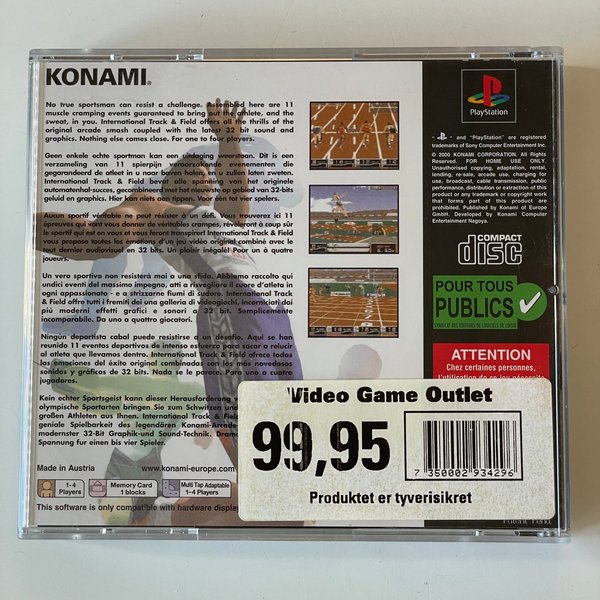 KONAMI®
No true sportsman can resist a challenge. Assembled here are 11
muscle cramping events guaranteed to bring out the fire, and the
sweat, in you. International Track & Field offers all the thrills of the
original arcade smash coupled with the latest 32 bit sound and
graphics. Nothing else comes close. For one to four players.
Geen enkele echte sportman kan een uitdaging weerstaan. Dit is een
verzameling van 11 spierpijn veroorzakende evenementen die
gegarandeerd de atleet in u naar boven halen, en u zullen laten zweten.
International Track & Field bevat alle spanning van het originele
automatenhal-succes, gecombineerd met het nieuwste op gebied van 32-bits
geluid en graphics. Hier kan niets aan tippen. Voor een tot vier spelers.
Aucun sportif véritable ne peut résister à un défi. Vous trouverez ici 11
épreuves qui vont vous donner de véritables crampes, révéleront à coup sûr
le sportif qui est en vous et vous feront transpirer! International Track & Field
vous propose toutes les émotions d'un jeu vidéo original combiné avec le
tout dernier audiovisuel en 32 bits. Un plaisir inégalé! Pour un à quatre
joueurs.
Un vero sportivo non resisterà mai a una sfida. Abbiamo raccolto qui
undici eventi del massimo impegno, atti a risvegliare il cuore d'atleta in
ogni appassionato - e a strizzarne fiumi di sudore. International Track &
Field offre tutti i fremiti dei una galleria di videogiochi, incorniciati dai
più moderni effetti grafici e sonori a 32 bit. Semplicemente
incomparabile. Da uno a quattro giocatori.
Ningún deportista cabal puede resistirse a un desafío. Aquí se han
reunido 11 eventos deportivos de intenso esfuerzo para sacar a relucir
al atleta que llevamos dentro. International Track & Field ofrece todas
las emociones del éxito original combinadas con los más novedosos
sonidos y gráficos de 32 bits. Nada se le acerca. Para uno a cuatro
jugadores.
Kein echter Sportsgeist kann dieser Herausforderung
olympische Sportarten bringen Sie zum Schwitzen und
großen Athleten aus Ihnen. International Track & Field
geniale Spielbarkeit des legendären Konami-Arcade
modernster 32-Bit Graphik-und Sound-Technik.
Spannung fur einen bis vier Spieler.
Made in Austria
www.konami-europe.com
1-4
Players
Memory Card
1 blocks
Multi Tap Adaptable
1-4 Players
This software is only compatible with hardware
PlayStation
" " and "PlayStation" are registered
trademarks of Sony Computer Entertainment Inc.
© 2000 KONAMI CORPORATION. ALL RIGHTS
RESERVED. FOR HOME USE ONLY.
Unauthorised copying, adaptation, rental,
lending, re-sale, arcade use, charging for
use, broadcast, cable transmission, public
performance, distribution or extraction of this
product or any trademark or copyright work
that forms part of this product are
prohibited. Published by Konami of Europe
GmbH. Developed by Konami Computer
Entertainment Nagoya.
COMPACT
disc
POUR TOUS
PUBLICS
SYNDICAT DES EDITEURS DE LOGICIELS DE LOISIR
ATTENTION
Chez certaines personnes,
l'utilisation de ce jeu nécessite
Video Game Outlet
99,95
7 350002 934296
Produktet er tyverisikret